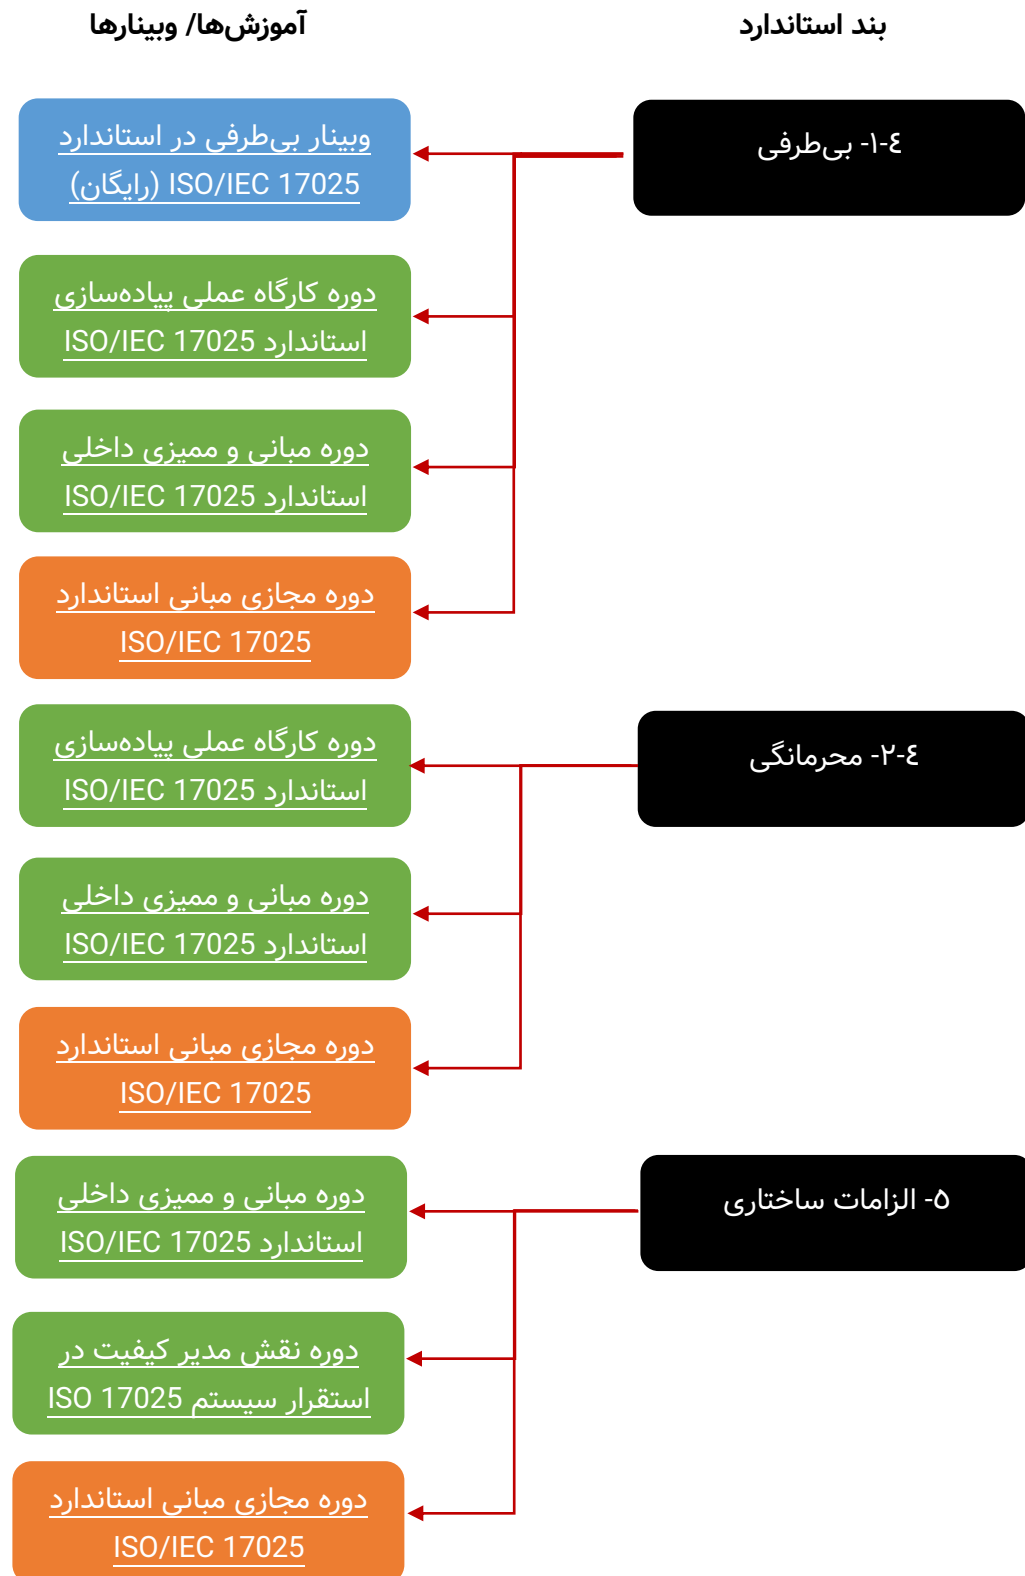 بند استاندارد
آموزش‌ها/ وبینارها
٤-١- بی‌طرفی
وبینار بی‌طرفی در استاندارد
ISO/IEC 17025 (رایگان)
دوره کارگاه عملی پیاده‌سازی
استاندارد ISO/IEC 17025
دوره مبانی و ممیزی داخلی
استاندارد ISO/IEC 17025
دوره مجازی مبانی استاندارد
ISO/IEC 17025
٤-٢- محرمانگی
دوره کارگاه عملی پیاده‌سازی
استاندارد ISO/IEC 17025
دوره مبانی و ممیزی داخلی
استاندارد ISO/IEC 17025
دوره مجازی مبانی استاندارد
ISO/IEC 17025
٥- الزامات ساختاری
دوره مبانی و ممیزی داخلی
استاندارد ISO/IEC 17025
دوره نقش مدیر کیفیت در
استقرار سیستم ISO 17025
دوره مجازی مبانی استاندارد
ISO/IEC 17025